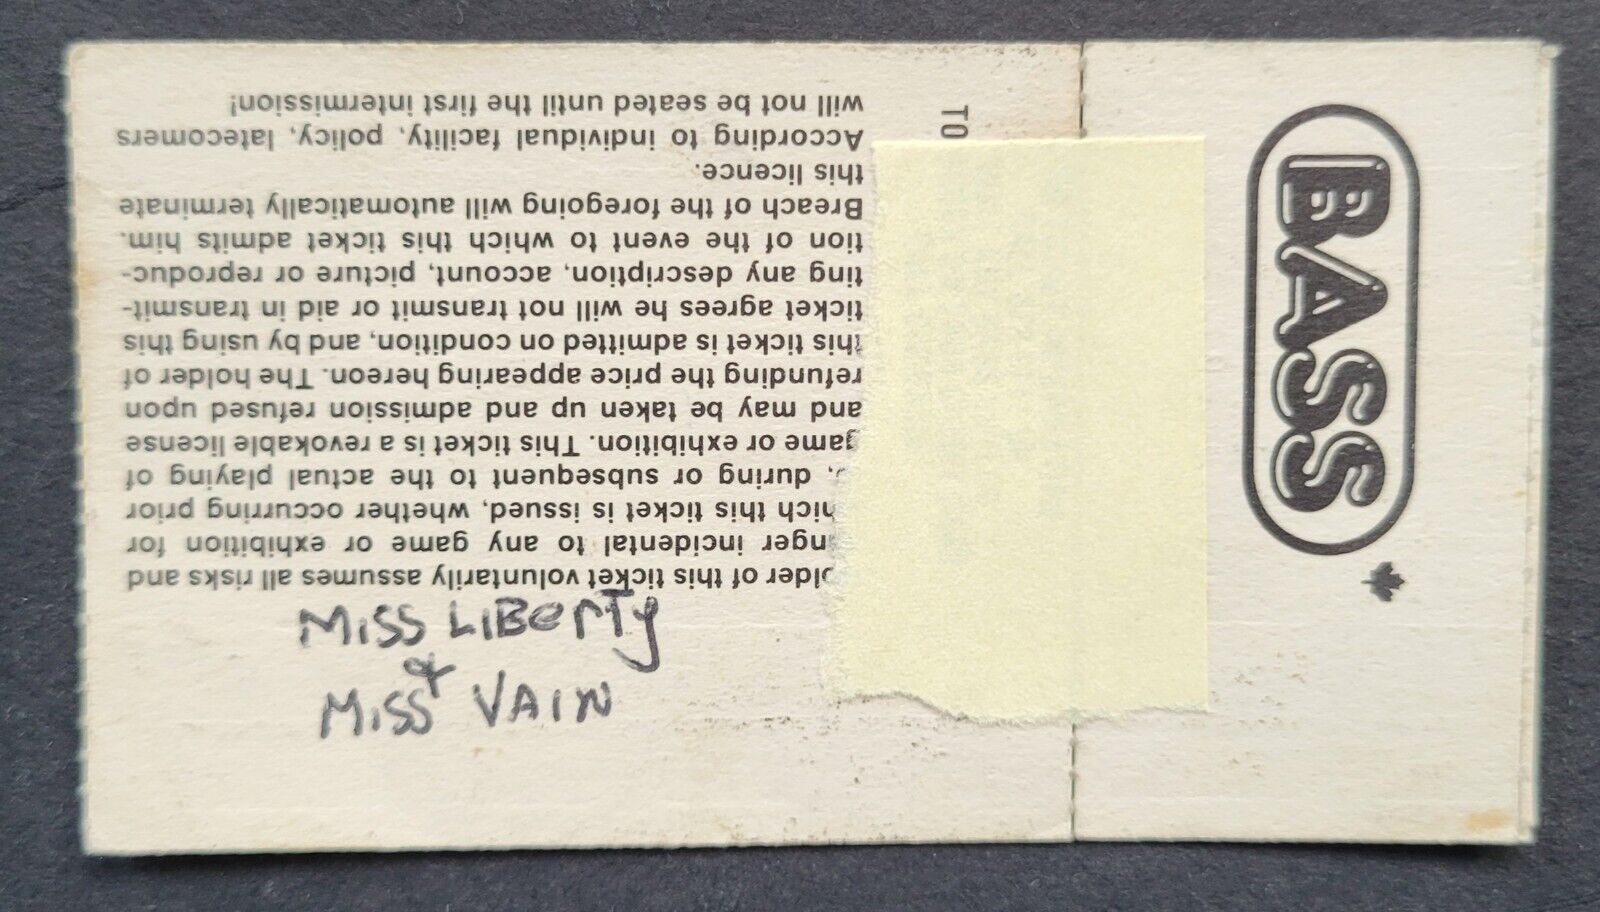 older of this ticket voluntarily assumes all risks and
nger incidental to any game or exhibition for
hich this ticket is issued, whether occurring prior
, during or subsequent to the actual playing of
game or exhibition. This ticket is a revokable license
and may be taken up and admission refused upon
refunding the price appearing hereon. The holder of
this ticket is admitted on condition, and by using this
ticket agrees he will not transmit or aid in transmit-
ting any description, account, picture or reproduc-
tion of the event to which this ticket admits him.
Breach of the foregoing will automatically terminate
this licence.
According to individual facility, policy, latecomers
will not be seated until the first intermission!
TO
BASS
Miss Liberty
&
Miss Vain